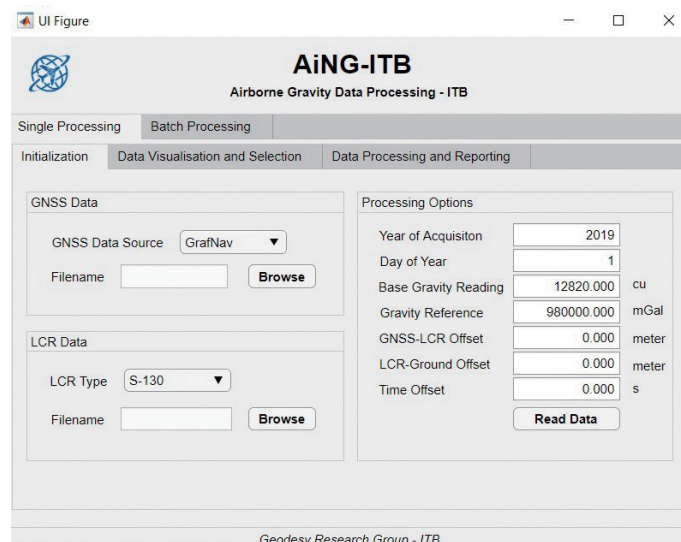 UI Figure
AiNG-ITB
Airborne Gravity Data Processing - ITB
Single Processing Batch Processing
Initialization Data Visualisation and Selection Data Processing and Reporting
GNSS Data
GNSS Data Source GrafNav
Filename Browse
LCR Data
LCR Type S-130
Filename Browse
Processing Options
Year of Acquisiton 2019
Day of Year 1
Base Gravity Reading 12820.000 cu
Gravity Reference 980000.000 mGal
GNSS-LCR Offset 0.000 meter
LCR-Ground Offset 0.000 meter
Time Offset 0.000 s
Read Data
Geodesy Research Group - ITB